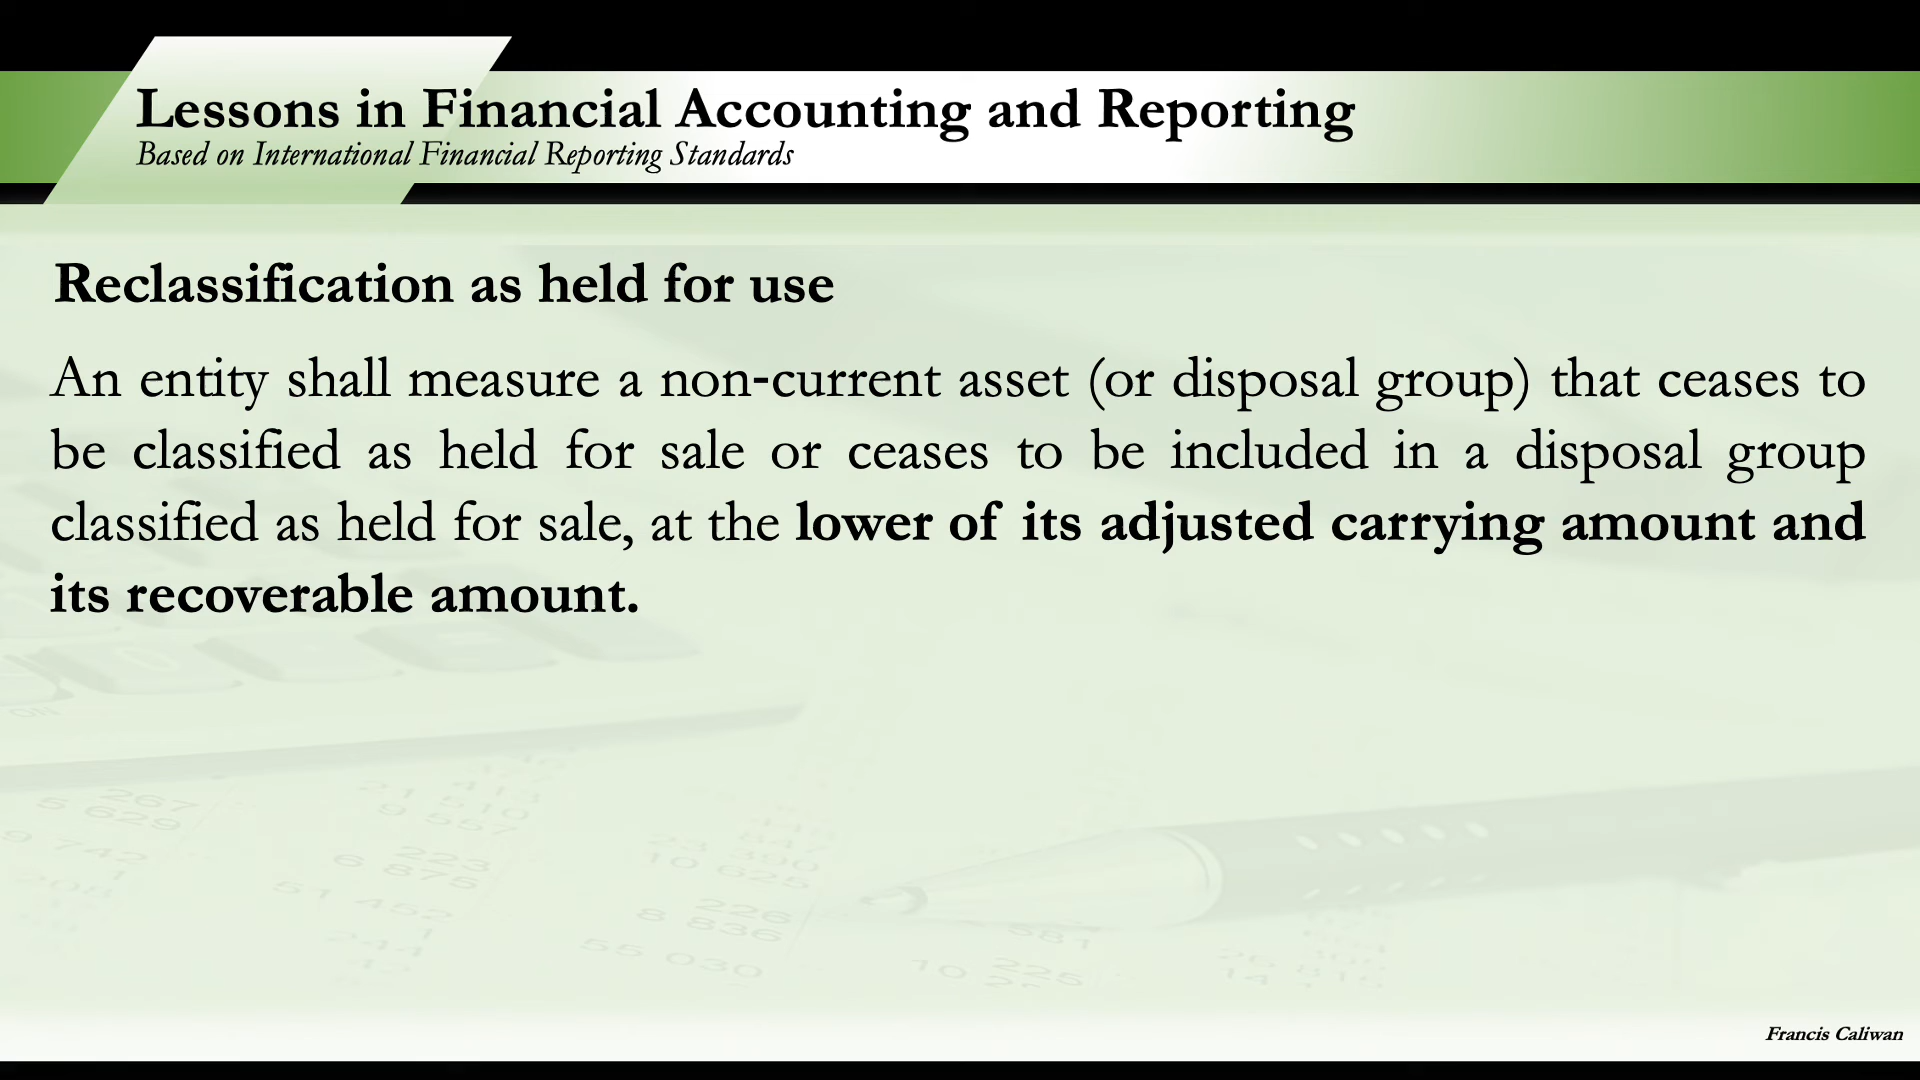 Lessons in Financial Accounting and Reporting
Based on International Financial Reporting Standards
Reclassification as held for use
An entity shall measure a non-current asset (or disposal group) that ceases to
be classified as held for sale or ceases to be included in a disposal group
classified as held for sale, at the lower of its adjusted carrying amount and
its recoverable amount.
Francis Caliwan